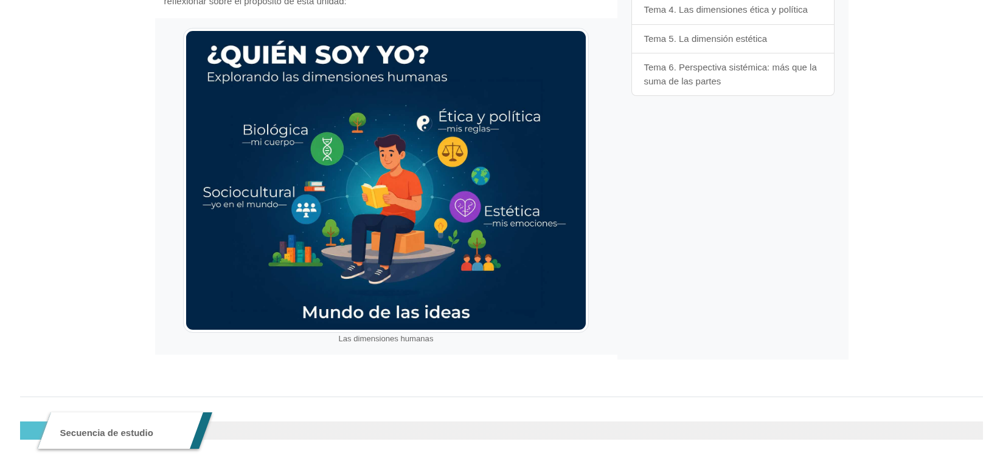 reflexionar sobre el propósito de esta unidad:
¿QUIÉN SOY YO?
Explorando las dimensiones humanas
Biológica
—mi cuerpo—
Ética y política
—mis reglas—
Sociocultural
—yo en el mundo—
Estética
—mis emociones—
Mundo de las ideas
Las dimensiones humanas
Tema 4. Las dimensiones ética y política
Tema 5. La dimensión estética
Tema 6. Perspectiva sistémica: más que la
suma de las partes
Secuencia de estudio